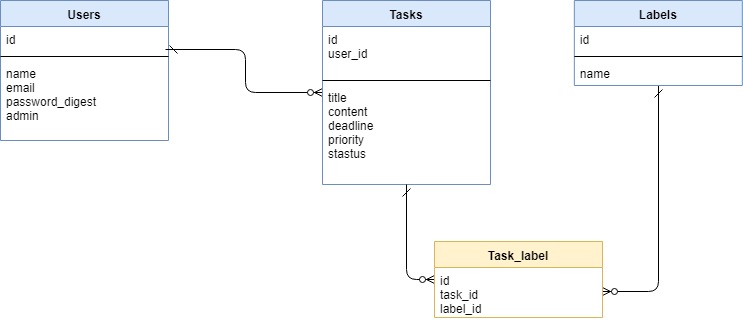 Users
id
name
email
password_digest
admin
Tasks
id
user_id
title
content
deadline
priority
stastus
Labels
id
name
Task_label
id
task_id
label_id